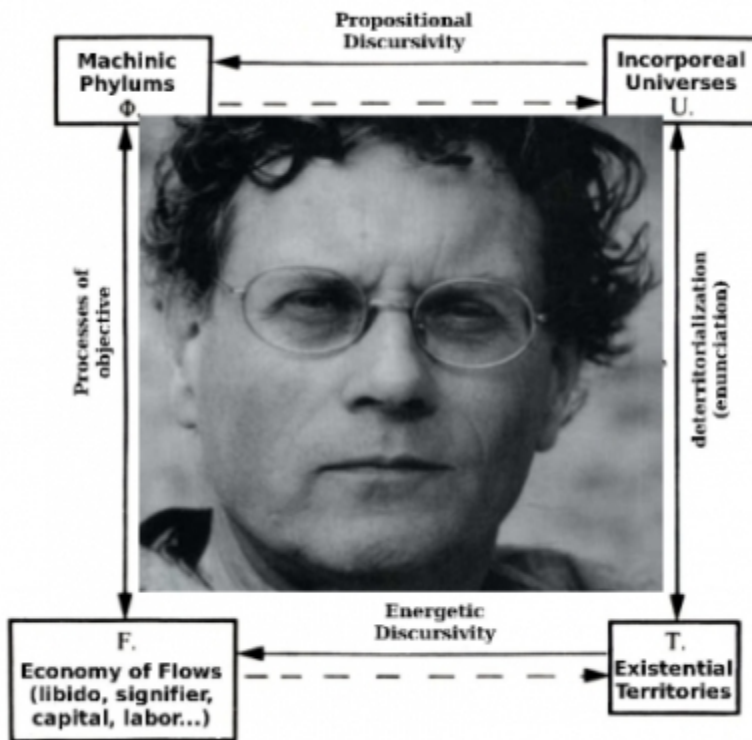 Propositional
Discursivity
Machinic
Phylums
Φ.
Incorporeal
Universes
U.
Processes of
objective
deterritorialization
(enunciation)
Energetic
Discursivity
F.
Economy of Flows
(libido, signifier,
capital, labor...)
T.
Existential
Territories